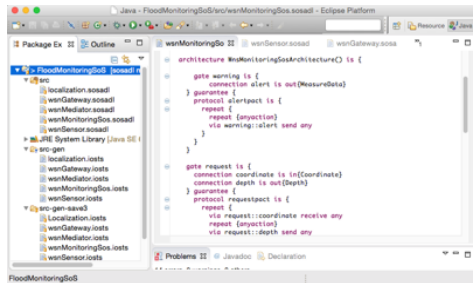 Java - FloodMonitoringSoS/src/wsnMonitoringSos.sosadl - Eclipse Platform
Resource
Java
Package Ex
Outline
> FloodMonitoringSoS [sosadl m
src
localization.sosadl
wsnGateway.sosadl
wsnMediator.sosadl
wsnMonitoringSos.sosadl
wsnSensor.sosadl
JRE System Library [Java SE
src-gen
localization.iosts
wsnGateway.iosts
wsnMediator.iosts
wsnMonitoringSos.iosts
wsnSensor.iosts
src-gen-save3
Localization.iosts
wsnGateway.iosts
wsnMediator.iosts
wsnMonitoringSos.iosts
wsnSensor.iosts
wsnMonitoringSo
wsnSensor.sosad
wsnGateway.sosa
architecture WnsMonitoringSosArchitecture() is {
gate warning is {
connection alert is out{MeasureData}
} guarantee {
protocol alertpact is {
repeat {
repeat {anyaction}
via warning::alert send any
}
}
}
gate request is {
connection coordinate is in{Coordinate}
connection depth is out{Depth}
} guarantee {
protocol requestpact is {
repeat {
via request::coordinate receive any
repeat {anyaction}
via request::depth send any
Problems
Javadoc
Declaration
FloodMonitoringSoS